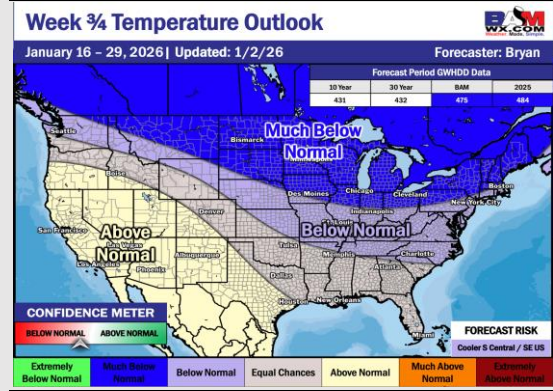 Week ¾ Temperature Outlook
BAM
WX.COM
Weather Made, Simple.
January 16 – 29, 2026| Updated: 1/2/26
Forecaster: Bryan
Forecast Period GWHDD Data
10 Year 30 Year BAM 2025
431 432 475 484
Seattle
Bismarck
Much Below
Normal
Minneapolis
Boise
Des Moines
Chicago
Cleveland
Boston
New York City
Denver
Indianapolis
St. Louis
Below Normal
San Francisco
Above
Normal
Las Vegas
Los Angeles
Phoenix
Albuquerque
Tulsa
Memphis
Charlotte
Dallas
Atlanta
Houston
New Orleans
Miami
CONFIDENCE METER
BELOW NORMAL ABOVE NORMAL
FORECAST RISK
Cooler S Central / SE US
Extremely Below Normal
Much Below Normal
Below Normal
Equal Chances
Above Normal
Much Above Normal
Extremely Above Normal